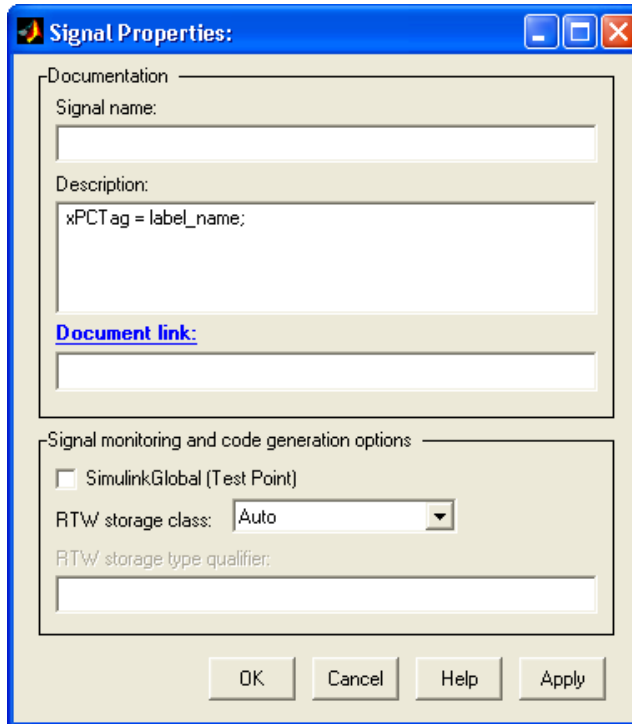 Signal Properties:
Documentation
Signal name:
Description:
xPCTag = label_name;
Document link:
Signal monitoring and code generation options
SimulinkGlobal (Test Point)
RTW storage class: Auto
RTW storage type qualifier:
OK Cancel Help Apply